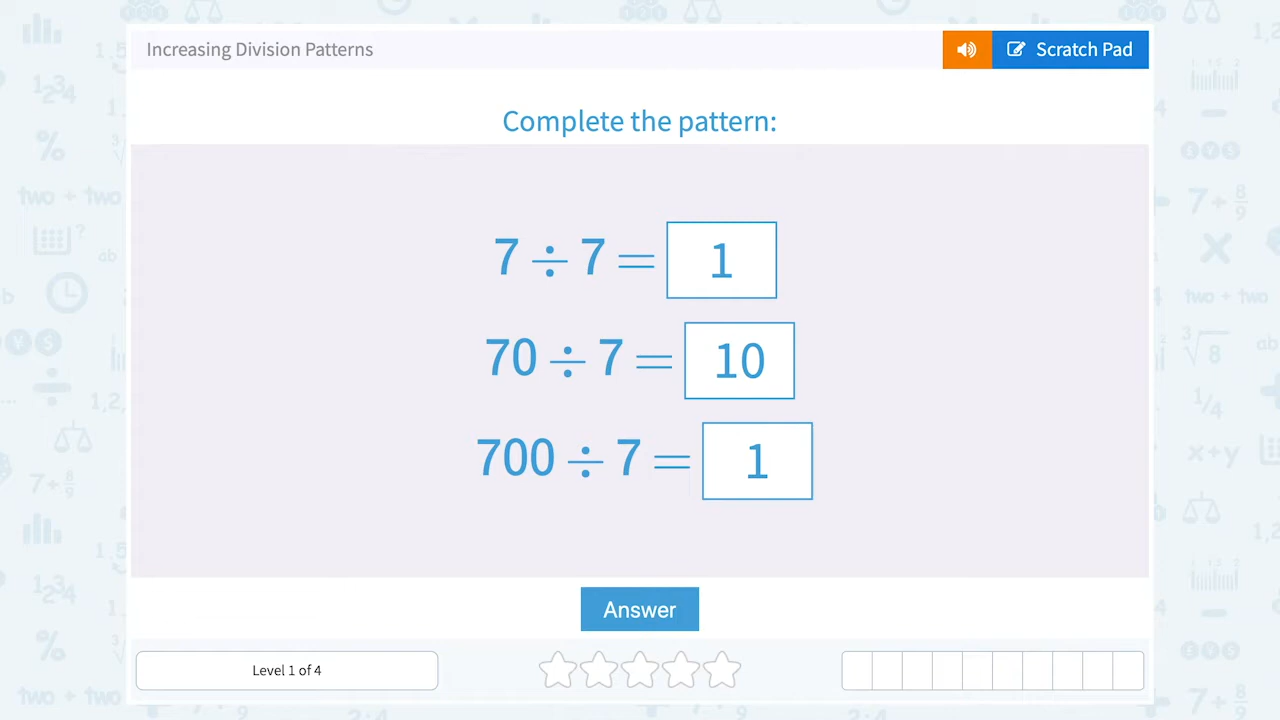 Increasing Division Patterns
Scratch Pad
Complete the pattern:
7 ÷ 7 = 1
70 ÷ 7 = 10
700 ÷ 7 = 1
Answer
Level 1 of 4